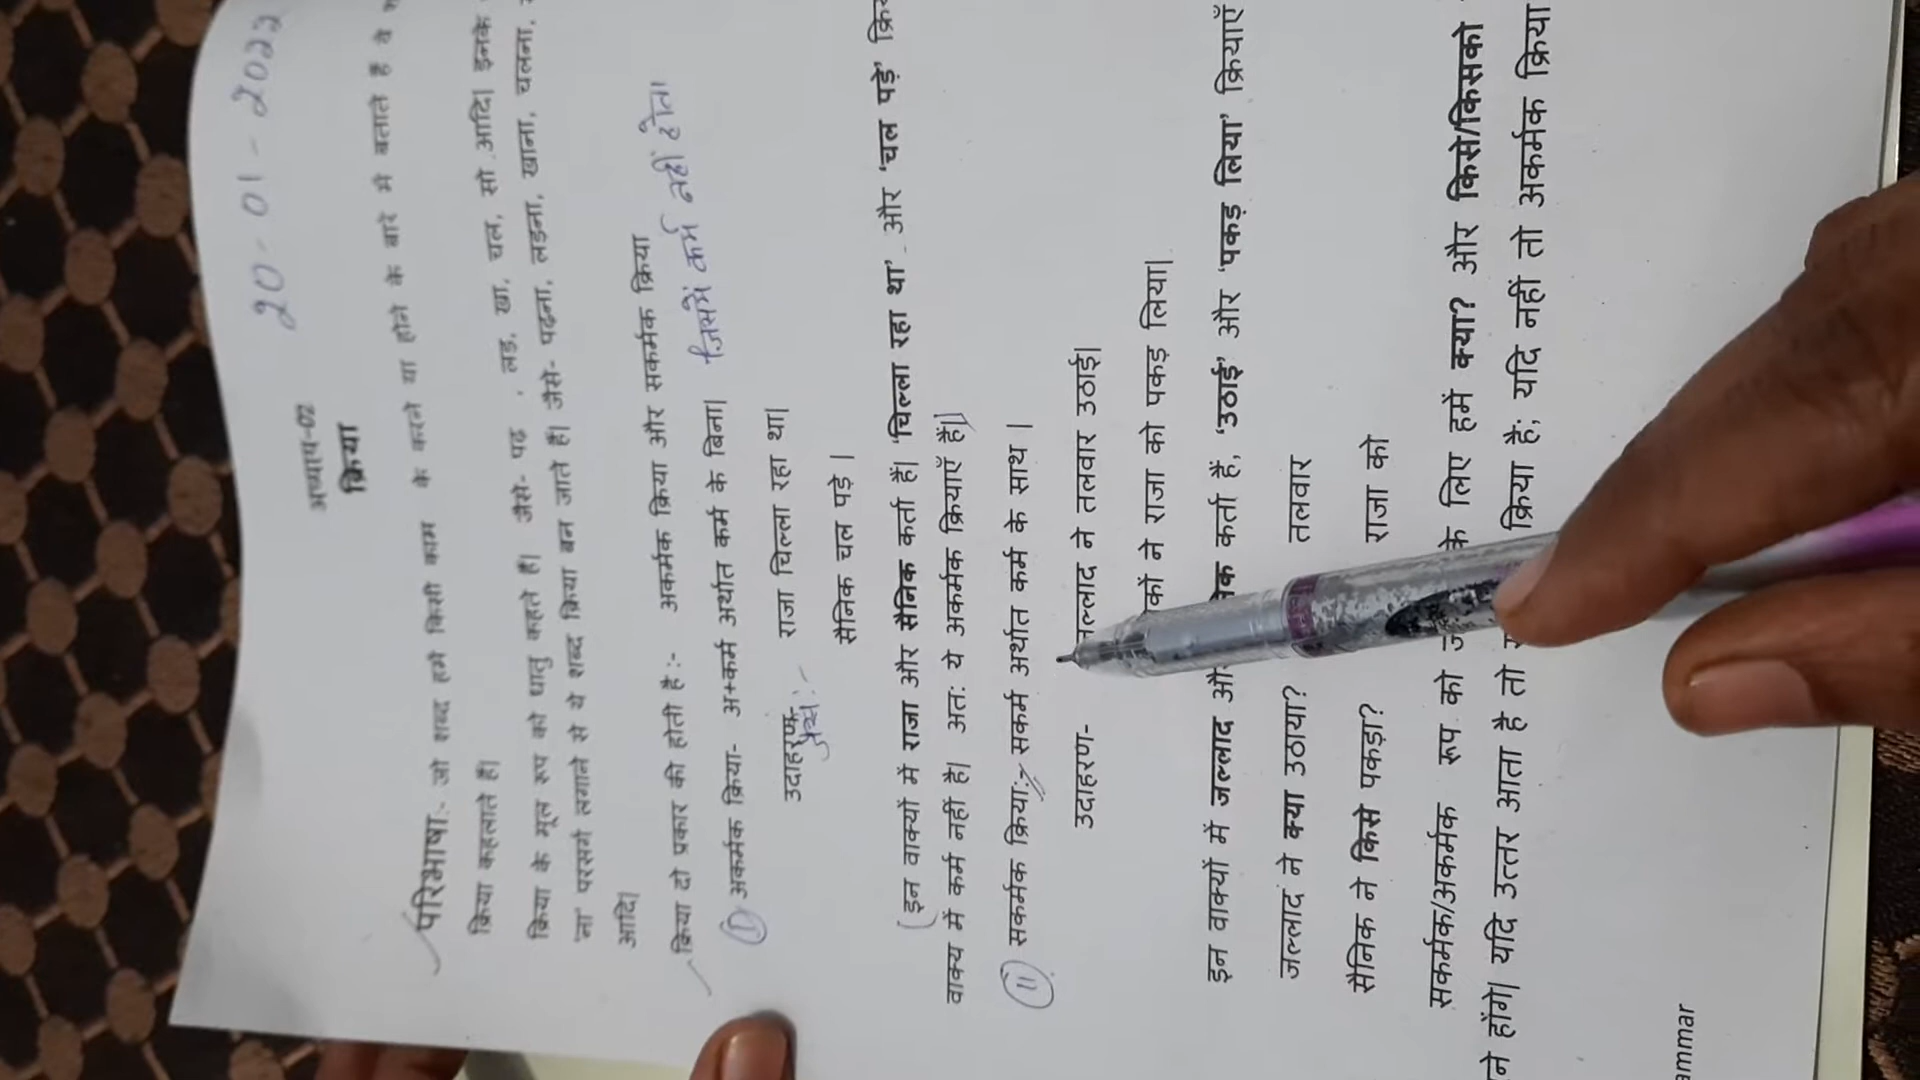 20-01-2022
अध्याय-02
क्रिया
परिभाषा:- जो शब्द हमें किसी काम के करने या होने के बारे में बताते हैं वे
क्रिया कहलाते हैं।
क्रिया के मूल रूप को धातु कहते हैं। जैसे- पढ़ , लड़, खा, चल, सो आदि। इनके
'ना' परसर्ग लगाने से ये शब्द क्रिया बन जाते हैं। जैसे- पढ़ना, लड़ना, खाना, चलना,
आदि।
क्रिया दो प्रकार की होती है:- अकर्मक क्रिया और सकर्मक क्रिया
(i) अकर्मक क्रिया- अ+कर्म अर्थात कर्म के बिना। जिसमें कर्म नहीं होता
उदाहरण- राजा चिल्ला रहा था।
जैसे:-
सैनिक चल पड़े |
(इन वाक्यों में राजा और सैनिक कर्ता हैं। 'चिल्ला रहा था' और 'चल पड़े'
वाक्य में कर्म नहीं है। अत: ये अकर्मक क्रियाएँ हैं।)
(ii) सकर्मक क्रिया:- सकर्म अर्थात कर्म के साथ |
उदाहरण- जल्लाद ने तलवार उठाई।
कों ने राजा को पकड़ लिया।
इन वाक्यों में जल्लाद और कर्ता हैं, 'उठाई' और 'पकड़ लिया' क्रियाएँ
जल्लाद ने क्या उठाया? तलवार
सैनिक ने किसे पकड़ा? राजा को
सकर्मक/अकर्मक रूप को के लिए हमें क्या? और किसे/किसको
ने होंगे। यदि उत्तर आता है तो क्रिया है; यदि नहीं तो अकर्मक क्रिया
ammar